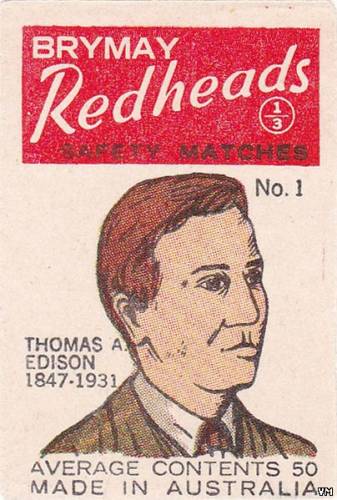 BRYMAY
Redheads
1/3
SAFETY MATCHES
No. 1
THOMAS A.
EDISON
1847-1931
AVERAGE CONTENTS 50
MADE IN AUSTRALIA
VM